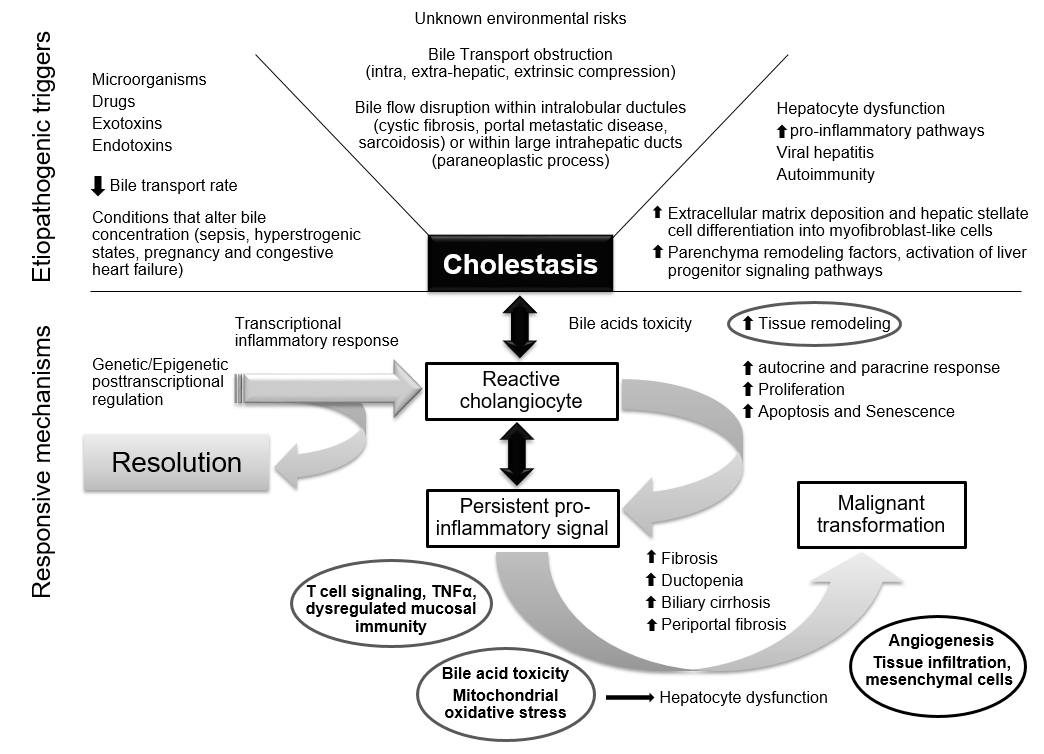 Etiopathogenic triggers
Unknown environmental risks
Bile Transport obstruction
(intra, extra-hepatic, extrinsic compression)
Bile flow disruption within intralobular ductules
(cystic fibrosis, portal metastatic disease,
sarcoidosis) or within large intrahepatic ducts
(paraneoplastic process)
Microorganisms
Drugs
Exotoxins
Endotoxins
Bile transport rate
Conditions that alter bile
concentration (sepsis, hyperstrogenic
states, pregnancy and congestive
heart failure)
Hepatocyte dysfunction
pro-inflammatory pathways
Viral hepatitis
Autoimmunity
Extracellular matrix deposition and hepatic stellate
cell differentiation into myofibroblast-like cells
Parenchyma remodeling factors, activation of liver
progenitor signaling pathways
Cholestasis
Responsive mechanisms
Transcriptional
inflammatory response
Genetic/Epigenetic
posttranscriptional
regulation
Bile acids toxicity
Tissue remodeling
Reactive
cholangiocyte
autocrine and paracrine response
Proliferation
Apoptosis and Senescence
Resolution
Persistent pro-
inflammatory signal
Malignant
transformation
Fibrosis
Ductopenia
Biliary cirrhosis
Periportal fibrosis
T cell signaling, TNFα,
dysregulated mucosal
immunity
Bile acid toxicity
Mitochondrial
oxidative stress
Hepatocyte dysfunction
Angiogenesis
Tissue infiltration,
mesenchymal cells